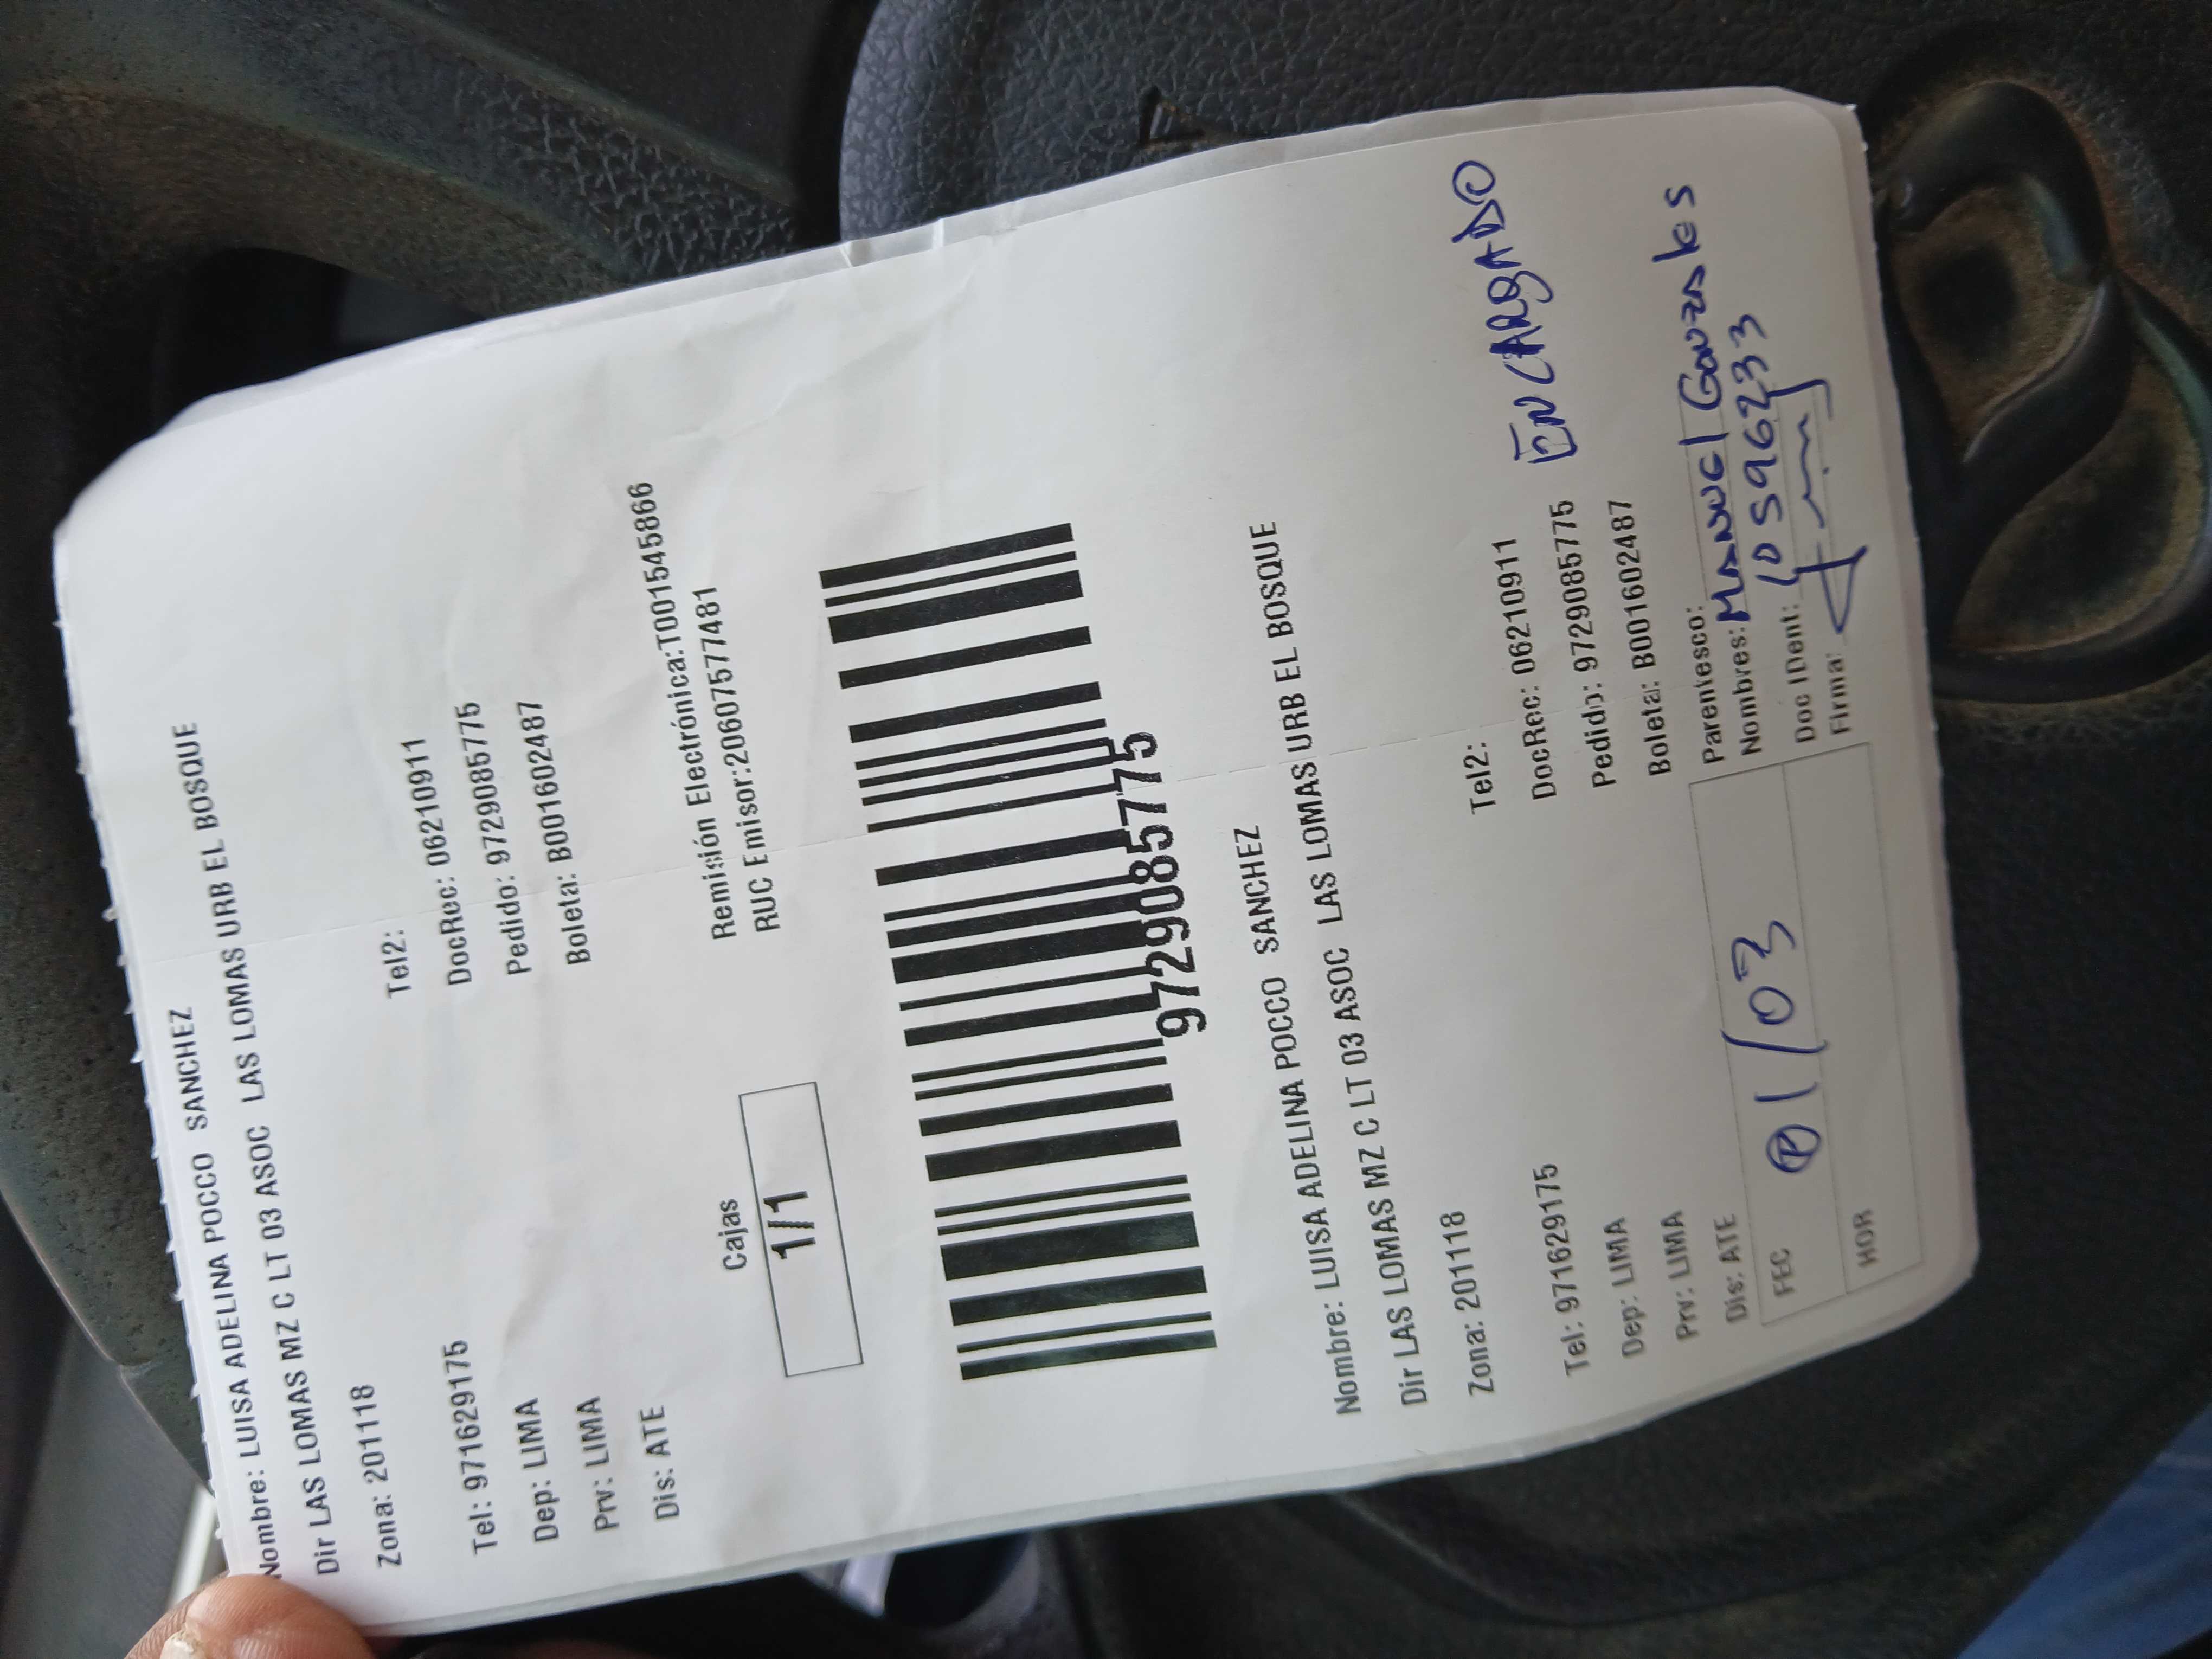 Nombre: LUISA ADELINA POCCO SANCHEZ
Dir LAS LOMAS MZ C LT 03 ASOC LAS LOMAS URB EL BOSQUE
Zona: 201118
Tel: 971629175 Tel2:
Dep: LIMA DocRec: 06210911
Prv: LIMA Pedido: 9729085775
Dis: ATE Boleta: B001602487
Cajas
1/1
Remisión Electrónica:T001545866
RUC Emisor:20607577481
9729085775
Nombre: LUISA ADELINA POCCO SANCHEZ
Dir LAS LOMAS MZ C LT 03 ASOC LAS LOMAS URB EL BOSQUE
Zona: 201118
Tel: 971629175 Tel2:
Dep: LIMA DocRec: 06210911
Prv: LIMA Pedido: 9729085775
Dis: ATE Boleta: B001602487
ENCARGADO
FEC 01/03
HOR
Parentesco:
Nombres: MANUEL Gonzales
Doc IDent: 10596233
Firma: